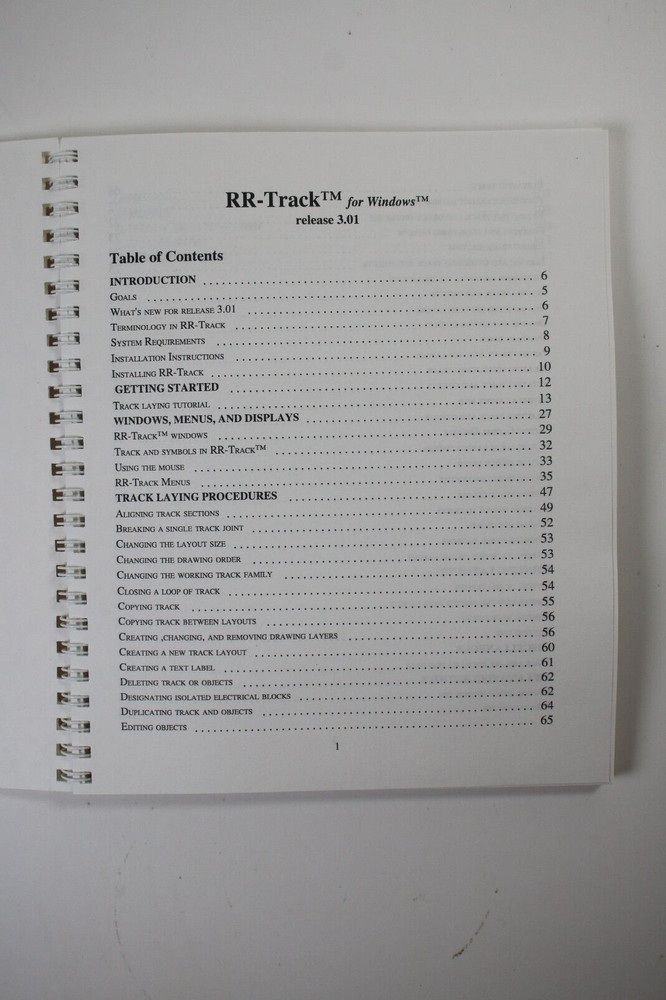 RR-Track™ for Windows™
release 3.01
Table of Contents
INTRODUCTION . . . . . . . . . . . . . . . . . . . . . . . . . . . . . . . . . . . . . . . . . . 6
GOALS . . . . . . . . . . . . . . . . . . . . . . . . . . . . . . . . . . . . . . . . . . 5
WHAT'S NEW FOR RELEASE 3.01 . . . . . . . . . . . . . . . . . . . . . . . . . . . . . . . . . . . . 6
TERMINOLOGY IN RR-TRACK . . . . . . . . . . . . . . . . . . . . . . . . . . . . . . . . . . . . 7
SYSTEM REQUIREMENTS . . . . . . . . . . . . . . . . . . . . . . . . . . . . . . . . . . . . 8
INSTALLATION INSTRUCTIONS . . . . . . . . . . . . . . . . . . . . . . . . . . . . . . . . . . . . 9
INSTALLING RR-TRACK . . . . . . . . . . . . . . . . . . . . . . . . . . . . . . . . . . . . 10
GETTING STARTED . . . . . . . . . . . . . . . . . . . . . . . . . . . . . . . . . . . . 12
TRACK LAYING TUTORIAL . . . . . . . . . . . . . . . . . . . . . . . . . . . . . . . . . . . . 13
WINDOWS, MENUS, AND DISPLAYS . . . . . . . . . . . . . . . . . . . . . . . . . . . . 27
RR-TRACK™ WINDOWS . . . . . . . . . . . . . . . . . . . . . . . . . . . . . . . . . . . . 29
TRACK AND SYMBOLS IN RR-TRACK™ . . . . . . . . . . . . . . . . . . . . . . . . . . . . . . . . 32
USING THE MOUSE . . . . . . . . . . . . . . . . . . . . . . . . . . . . . . . . . . . . 33
RR-TRACK MENUS . . . . . . . . . . . . . . . . . . . . . . . . . . . . . . . . . . . . 35
TRACK LAYING PROCEDURES . . . . . . . . . . . . . . . . . . . . . . . . . . . . . . . 47
ALIGNING TRACK SECTIONS . . . . . . . . . . . . . . . . . . . . . . . . . . . . . . . . . . . . 49
BREAKING A SINGLE TRACK JOINT . . . . . . . . . . . . . . . . . . . . . . . . . . . . . . . . . . . . 52
CHANGING THE LAYOUT SIZE . . . . . . . . . . . . . . . . . . . . . . . . . . . . . . . . . . . . 53
CHANGING THE DRAWING ORDER . . . . . . . . . . . . . . . . . . . . . . . . . . . . . . . . . . . . 53
CHANGING THE WORKING TRACK FAMILY . . . . . . . . . . . . . . . . . . . . . . . . . . . . . . . 54
CLOSING A LOOP OF TRACK . . . . . . . . . . . . . . . . . . . . . . . . . . . . . . . . . . . . 54
COPYING TRACK . . . . . . . . . . . . . . . . . . . . . . . . . . . . . . . . . . . . 55
COPYING TRACK BETWEEN LAYOUTS . . . . . . . . . . . . . . . . . . . . . . . . . . . . . . . . . . 56
CREATING ,CHANGING, AND REMOVING DRAWING LAYERS . . . . . . . . . . . . . . . . . . . . . . . . 56
CREATING A NEW TRACK LAYOUT . . . . . . . . . . . . . . . . . . . . . . . . . . . . . . . . . . . . 60
CREATING A TEXT LABEL . . . . . . . . . . . . . . . . . . . . . . . . . . . . . . . . . . . . 61
DELETING TRACK OR OBJECTS . . . . . . . . . . . . . . . . . . . . . . . . . . . . . . . . . . . . 62
DESIGNATING ISOLATED ELECTRICAL BLOCKS . . . . . . . . . . . . . . . . . . . . . . . . . . . . . 62
DUPLICATING TRACK AND OBJECTS . . . . . . . . . . . . . . . . . . . . . . . . . . . . . . . . . . 64
EDITING OBJECTS . . . . . . . . . . . . . . . . . . . . . . . . . . . . . . . . . . . . . . . . . . 65
1